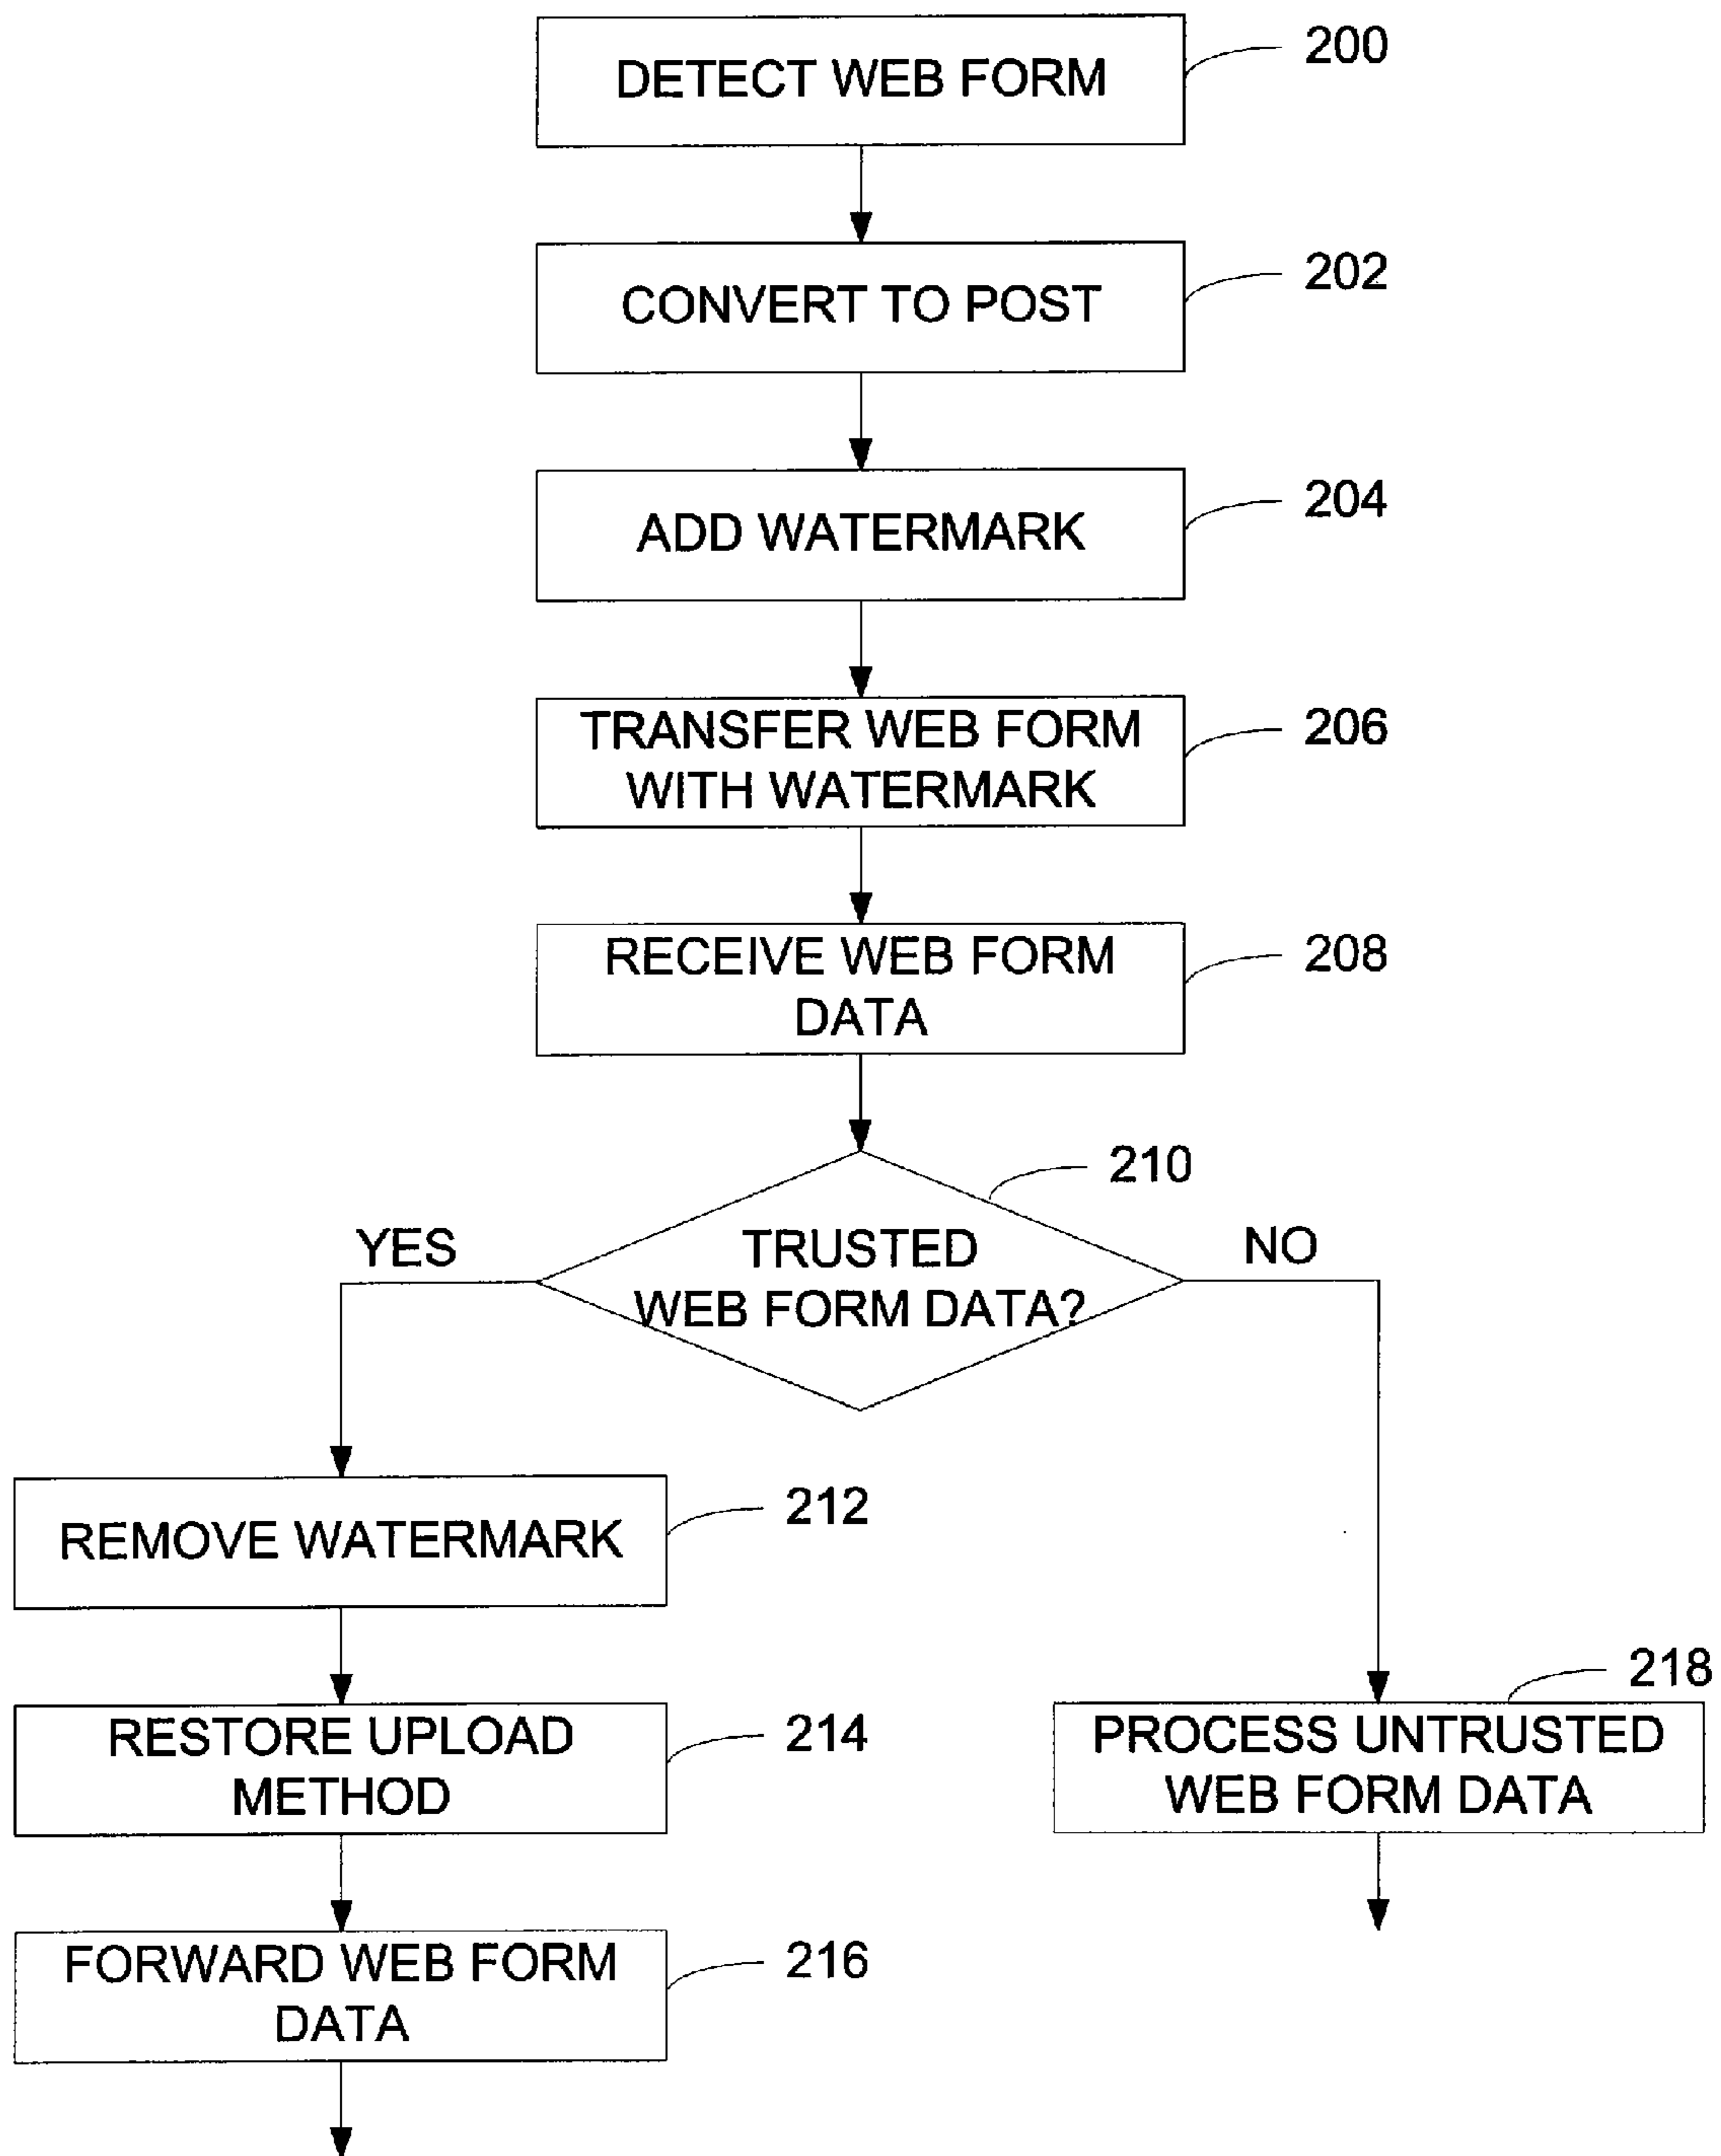 DETECT WEB FORM
200
CONVERT TO POST
202
ADD WATERMARK
204
TRANSFER WEB FORM
WITH WATERMARK
206
RECEIVE WEB FORM
DATA
208
210
YES
TRUSTED
WEB FORM DATA?
NO
REMOVE WATERMARK
212
RESTORE UPLOAD
METHOD
214
218
PROCESS UNTRUSTED
WEB FORM DATA
FORWARD WEB FORM
DATA
216